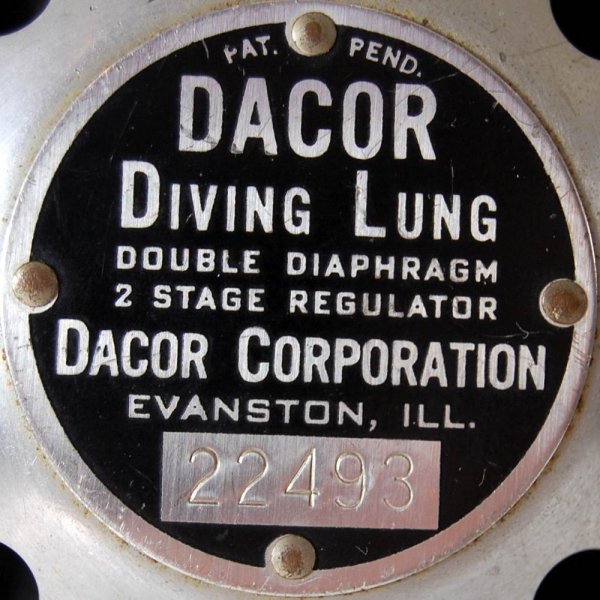 PAT. PEND.
DACOR
DIVING LUNG
DOUBLE DIAPHRAGM
2 STAGE REGULATOR
DACOR CORPORATION
EVANSTON, ILL.
22493